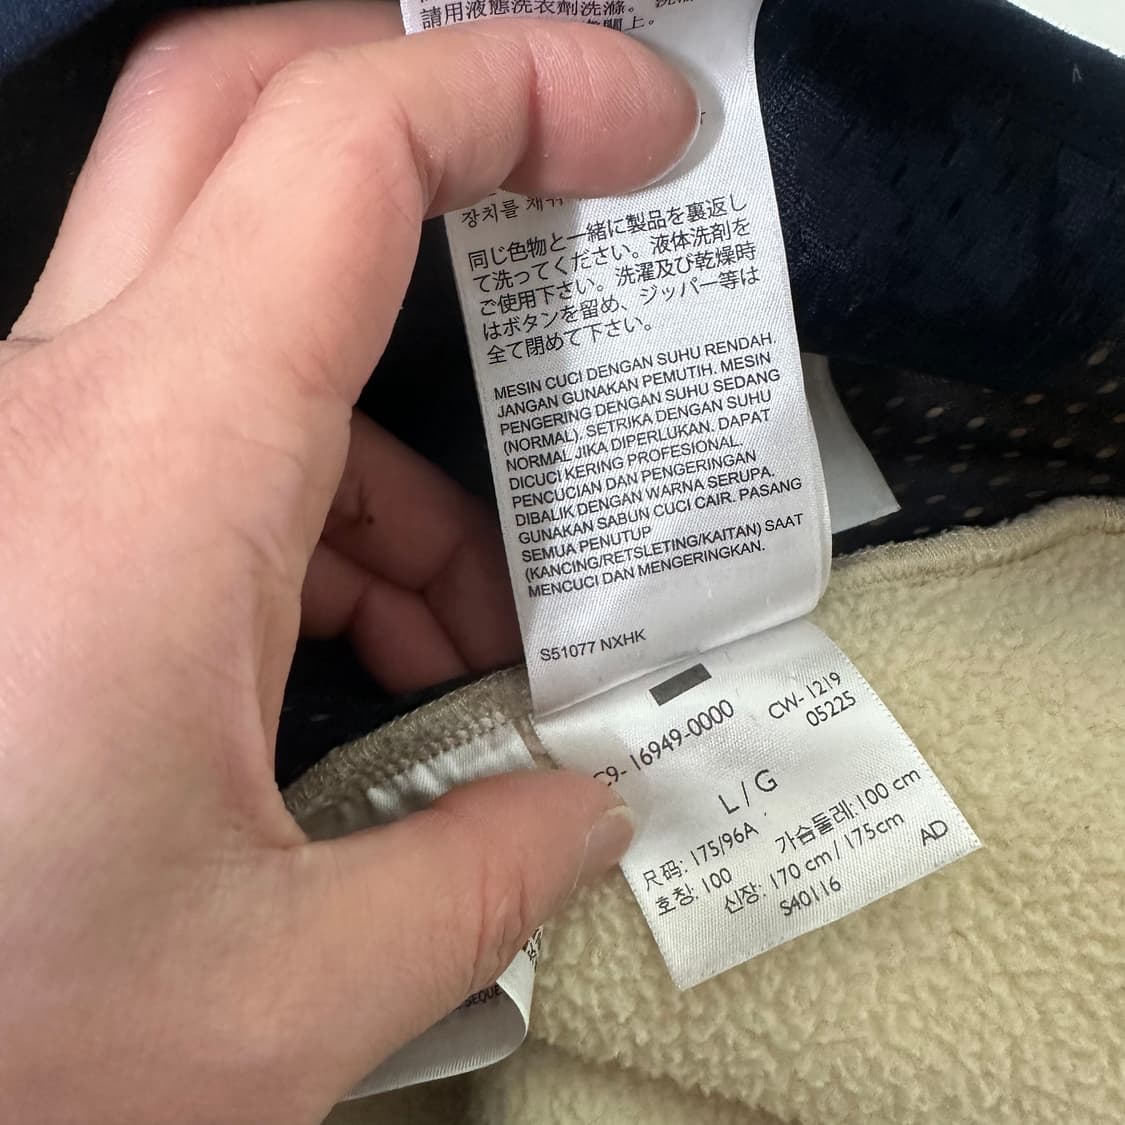 請用液態洗衣劑洗滌。
上。
장치를 채워
同じ色物と一緒に製品を裏返し
て洗ってください。液体洗剤を
ご使用下さい。洗濯及び乾燥時
はボタンを留め、ジッパー等は
全て閉めて下さい。
MESIN CUCI DENGAN SUHU RENDAH.
JANGAN GUNAKAN PEMUTIH. MESIN
PENGERING DENGAN SUHU SEDANG
(NORMAL). SETRIKA DENGAN SUHU
NORMAL JIKA DIPERLUKAN. DAPAT
DICUCI KERING PROFESIONAL.
PENCUCIAN DAN PENGERINGAN
DIBALIK DENGAN WARNA SERUPA.
GUNAKAN SABUN CUCI CAIR. PASANG
SEMUA PENUTUP
(KANCING/RETSLETING/KAITAN) SAAT
MENCUCI DAN MENGERINGKAN.
S51077 NXHK
C9-16949-0000 CW-1219
05225
L/G
尺码: 175/96A 가슴둘레: 100 cm
호칭: 100 신장: 170 cm/175cm
S40116 AD
SEQUE